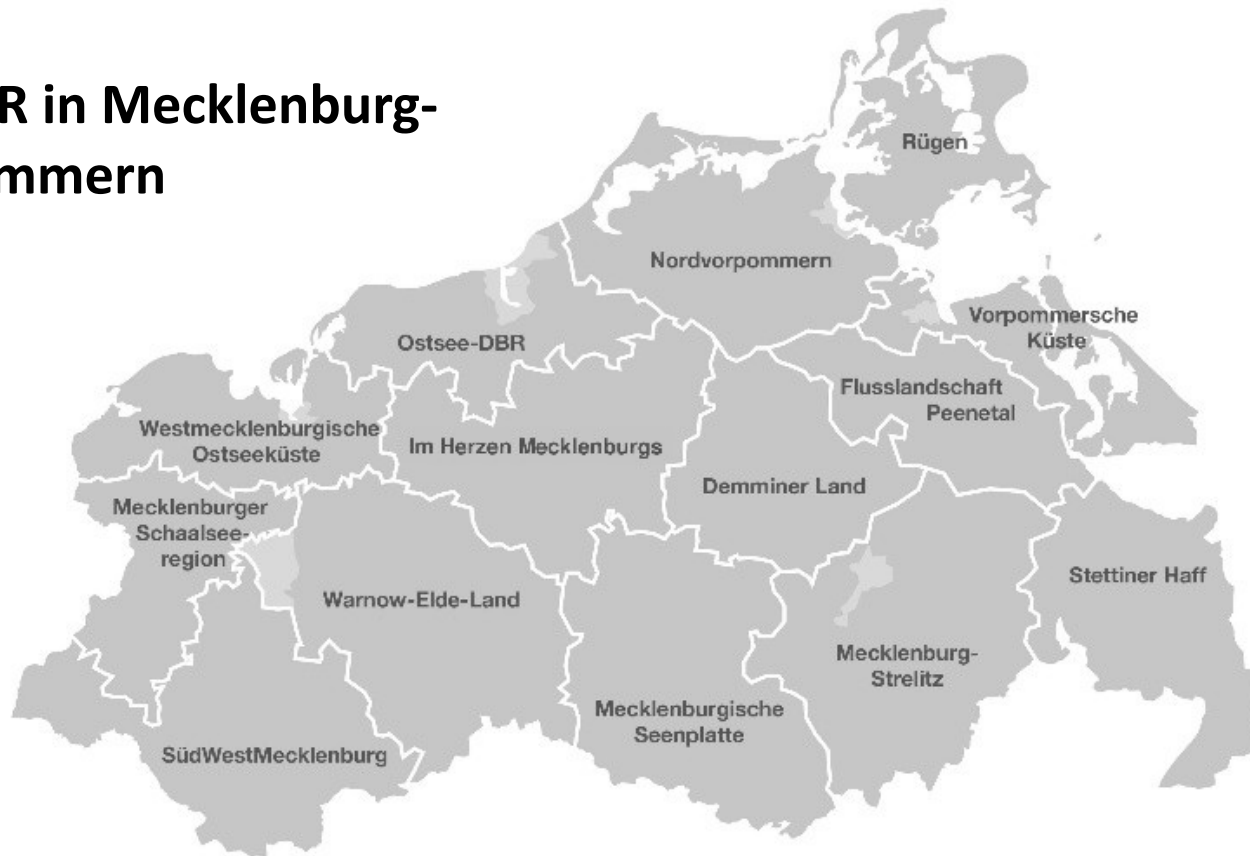 R in Mecklenburg-
mmern
Rügen
Nordvorpommern
Vorpommersche
Küste
Ostsee-DBR
Flusslandschaft
Peenetal
Westmecklenburgische
Ostseeküste
Im Herzen Mecklenburgs
Demminer Land
Mecklenburger
Schaalsee-
region
Stettiner Haff
Warnow-Elde-Land
Mecklenburg-
Strelitz
Mecklenburgische
Seenplatte
SüdWestMecklenburg